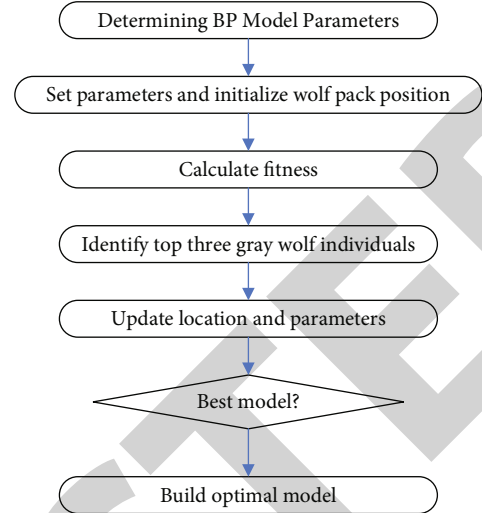 Determining BP Model Parameters
Set parameters and initialize wolf pack position
Calculate fitness
Identify top three gray wolf individuals
Update location and parameters
Best model?
Build optimal model